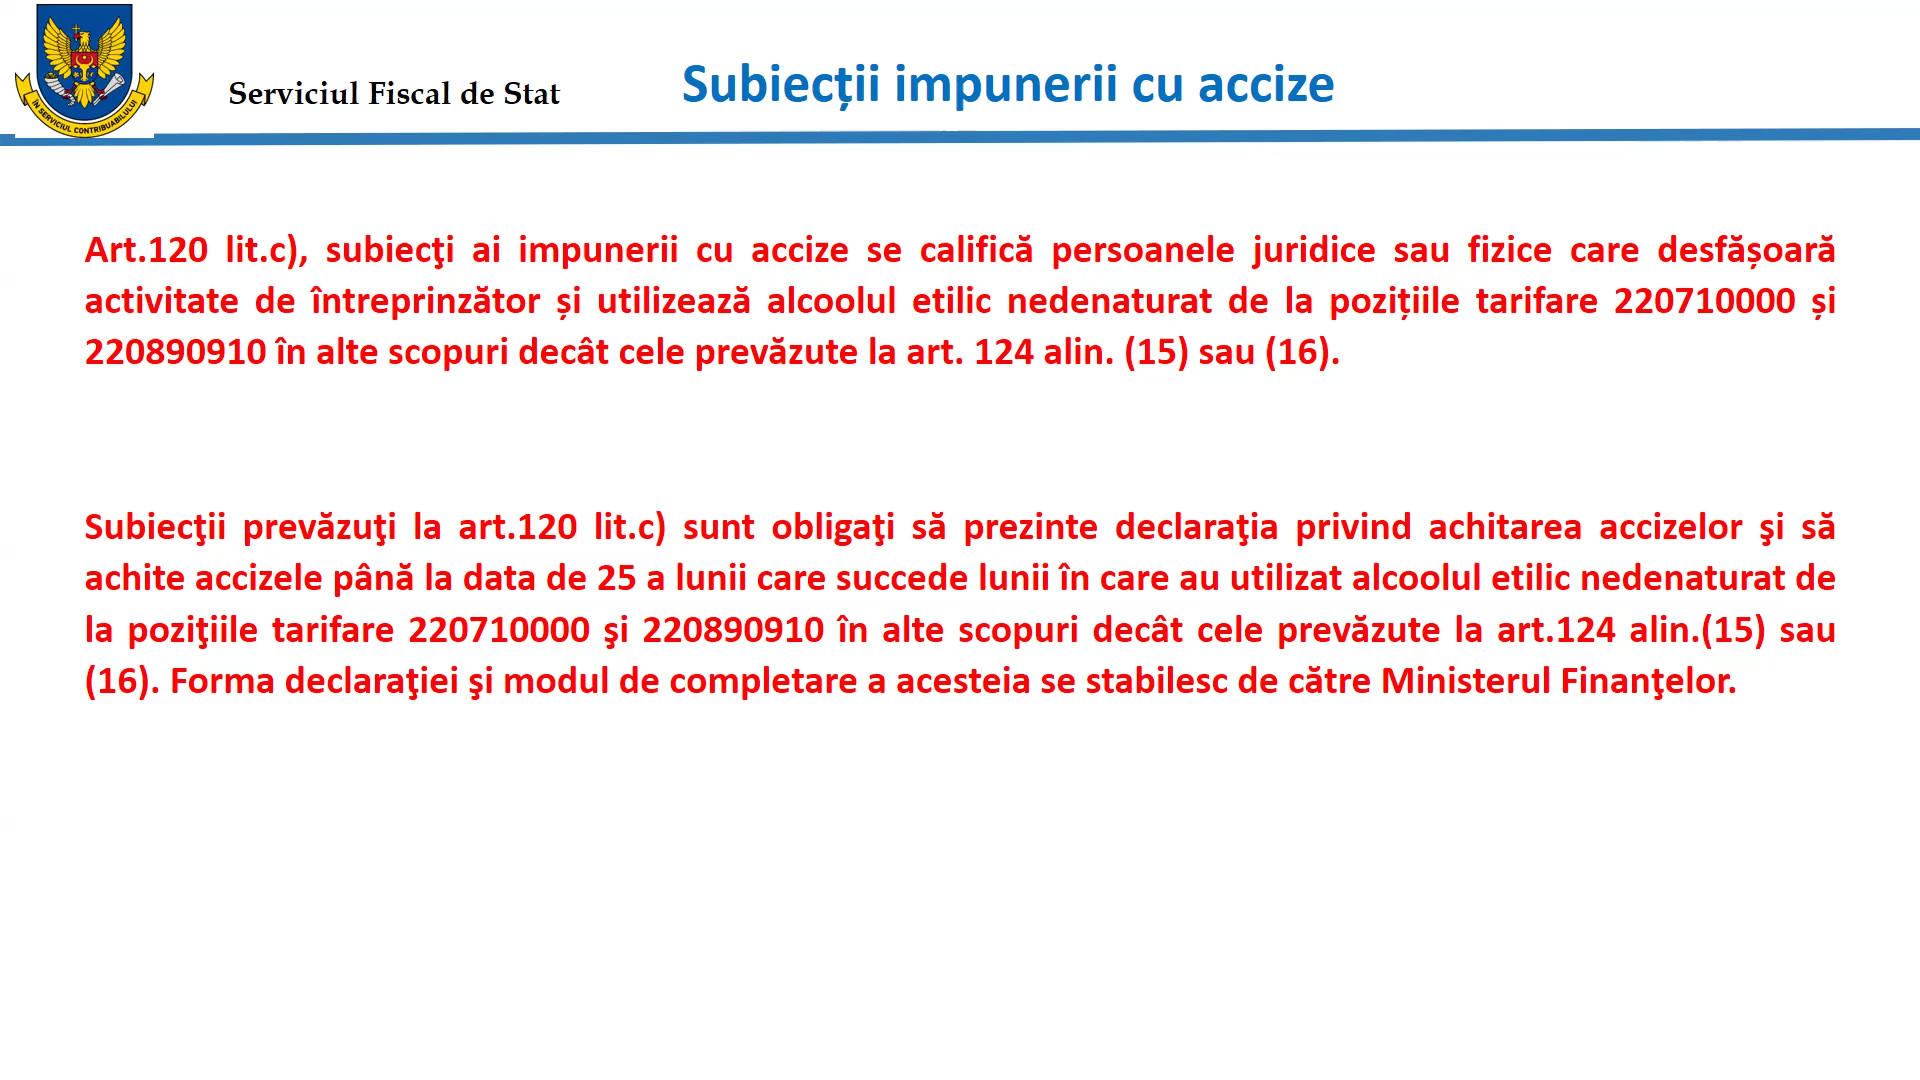 ÎN SERVICIUL CONTRIBUABILULUI
Serviciul Fiscal de Stat
Subiecții impunerii cu accize
Art.120 lit.c), subiecţi ai impunerii cu accize se califică persoanele juridice sau fizice care desfășoară
activitate de întreprinzător și utilizează alcoolul etilic nedenaturat de la pozițiile tarifare 220710000 și
220890910 în alte scopuri decât cele prevăzute la art. 124 alin. (15) sau (16).
Subiecţii prevăzuţi la art.120 lit.c) sunt obligaţi să prezinte declaraţia privind achitarea accizelor şi să
achite accizele până la data de 25 a lunii care succede lunii în care au utilizat alcoolul etilic nedenaturat de
la poziţiile tarifare 220710000 şi 220890910 în alte scopuri decât cele prevăzute la art.124 alin.(15) sau
(16). Forma declaraţiei şi modul de completare a acesteia se stabilesc de către Ministerul Finanţelor.